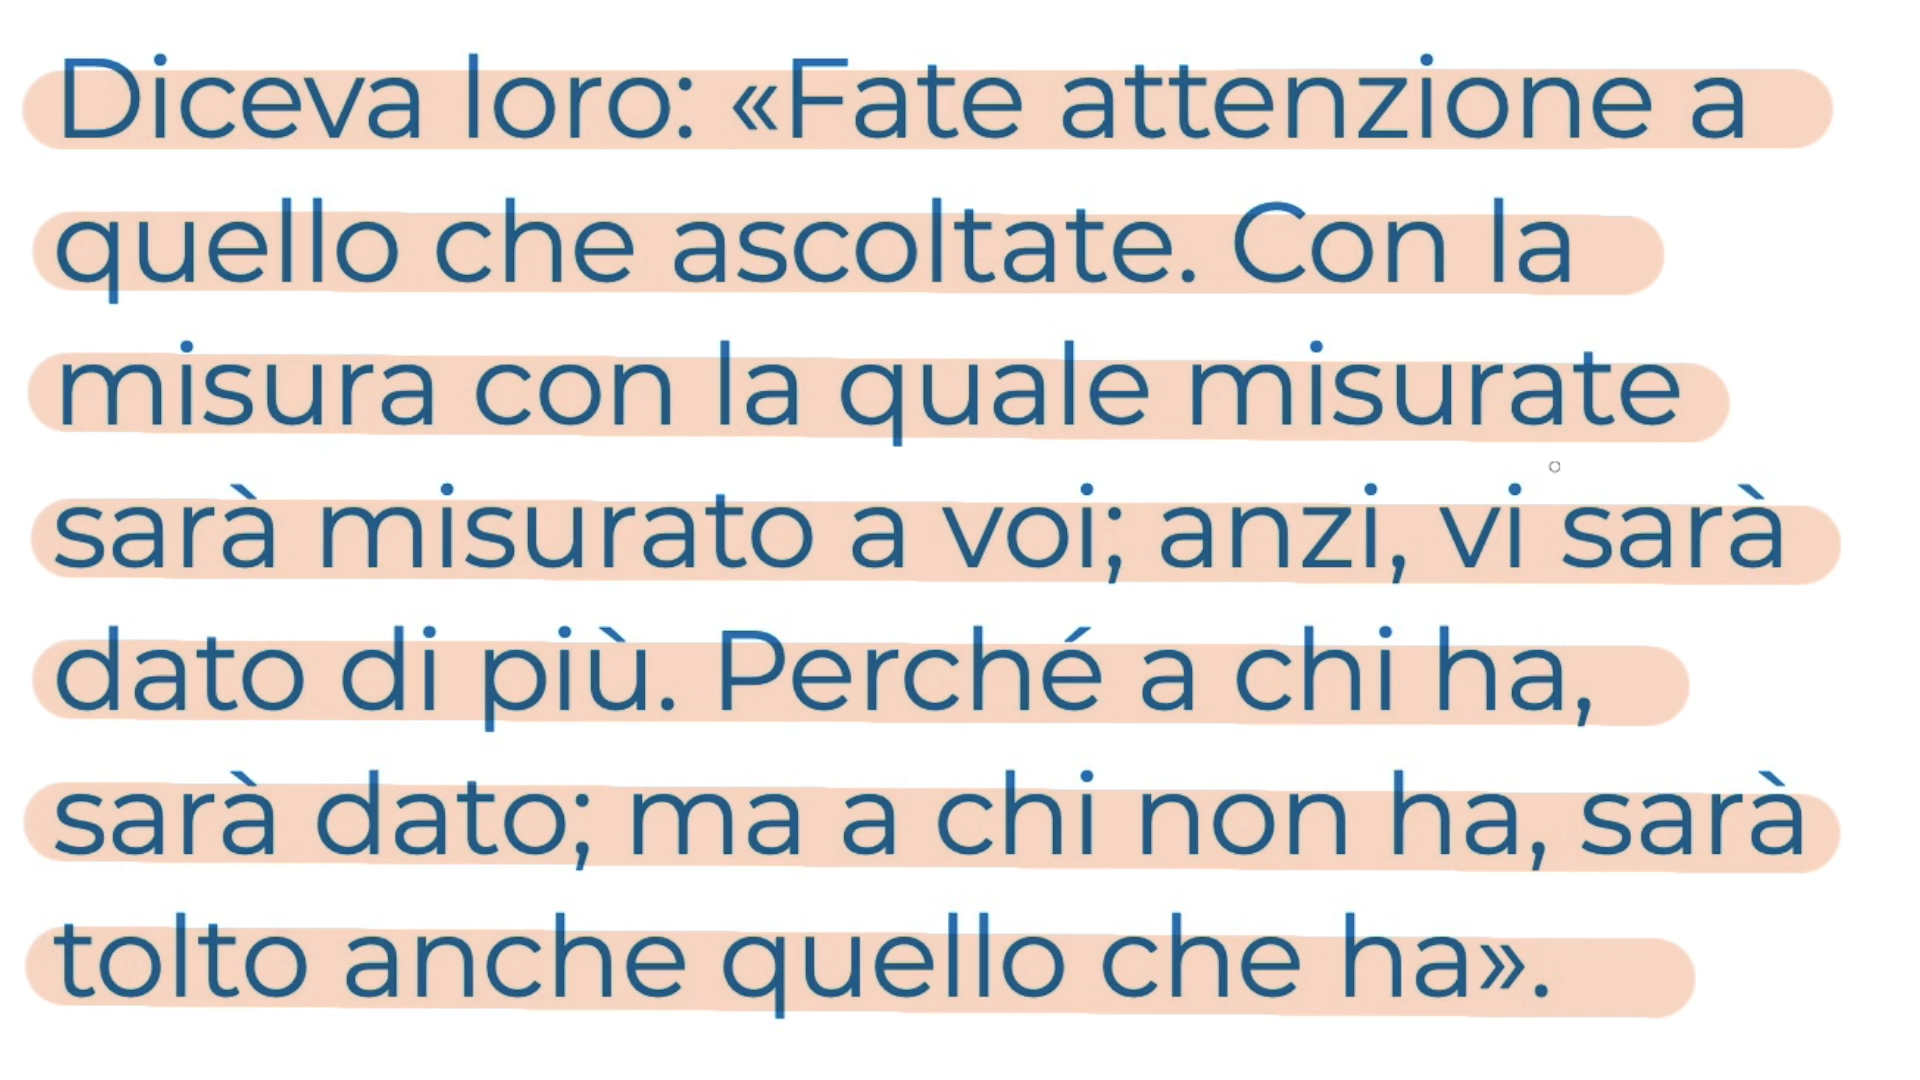 Diceva loro: «Fate attenzione a
quello che ascoltate. Con la
misura con la quale misurate
sarà misurato a voi; anzi, vi sarà
dato di più. Perché a chi ha,
sarà dato; ma a chi non ha, sarà
tolto anche quello che ha».